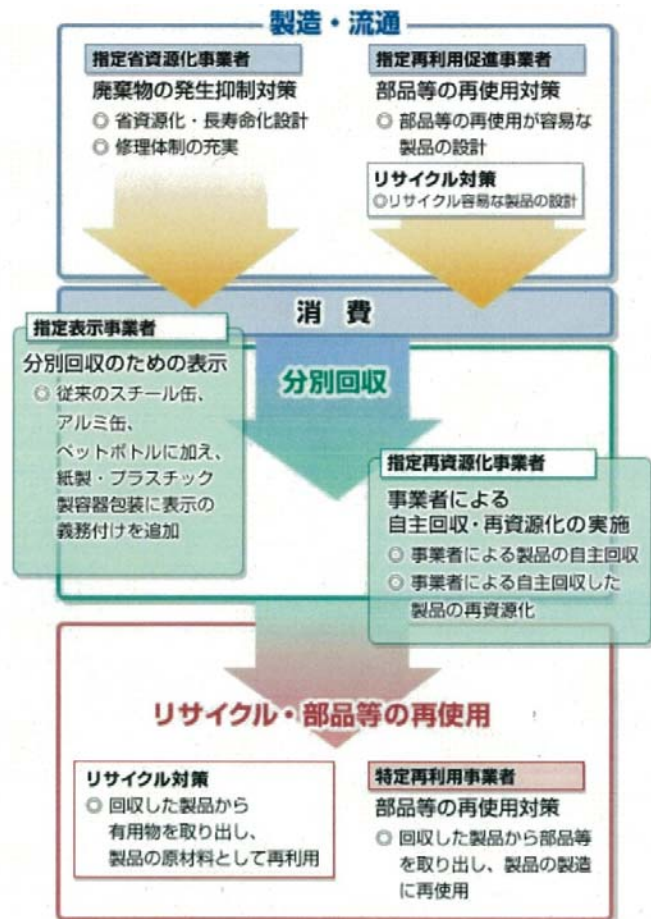 製造・流通
指定省資源化事業者
廃棄物の発生抑制対策
◎ 省資源化・長寿命化設計
◎ 修理体制の充実
指定再利用促進事業者
部品等の再使用対策
◎ 部品等の再使用が容易な
製品の設計
リサイクル対策
◎リサイクル容易な製品の設計
消 費
指定表示事業者
分別回収のための表示
◎ 従来のスチール缶、
アルミ缶、
ペットボトルに加え、
紙製・プラスチック
製容器包装に表示の
義務付けを追加
分別回収
指定再資源化事業者
事業者による
自主回収・再資源化の実施
◎ 事業者による製品の自主回収
◎ 事業者による自主回収した
製品の再資源化
リサイクル・部品等の再使用
リサイクル対策
◎ 回収した製品から
有用物を取り出し、
製品の原材料として再利用
特定再利用事業者
部品等の再使用対策
◎ 回収した製品から部品等
を取り出し、製品の製造
に再使用